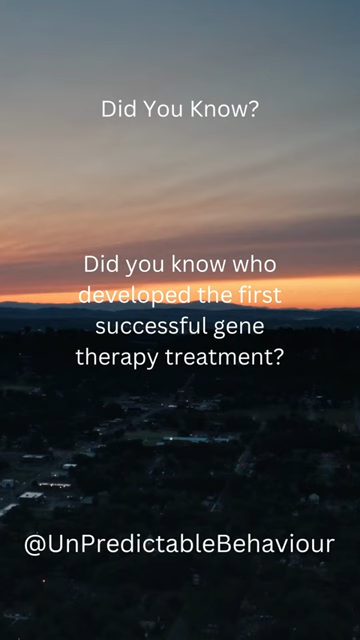 Did You Know?
Did you know who
developed the first
successful gene
therapy treatment?
@UnPredictableBehaviour